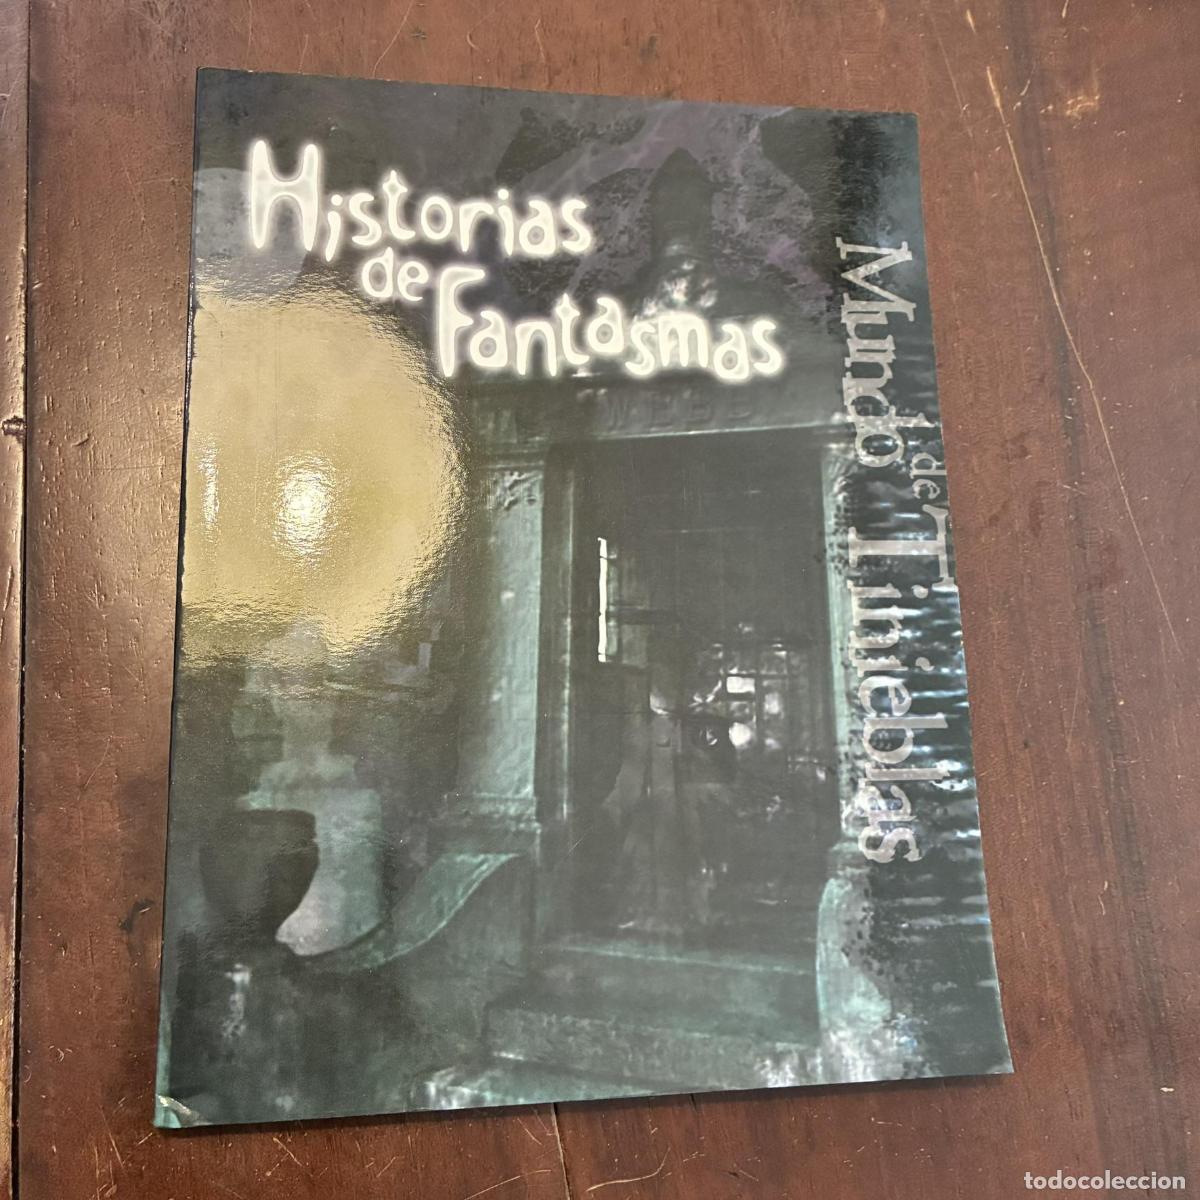 Historias
de
Fantasmas
WEBB
Mundo de Tinieblas
todocoleccion